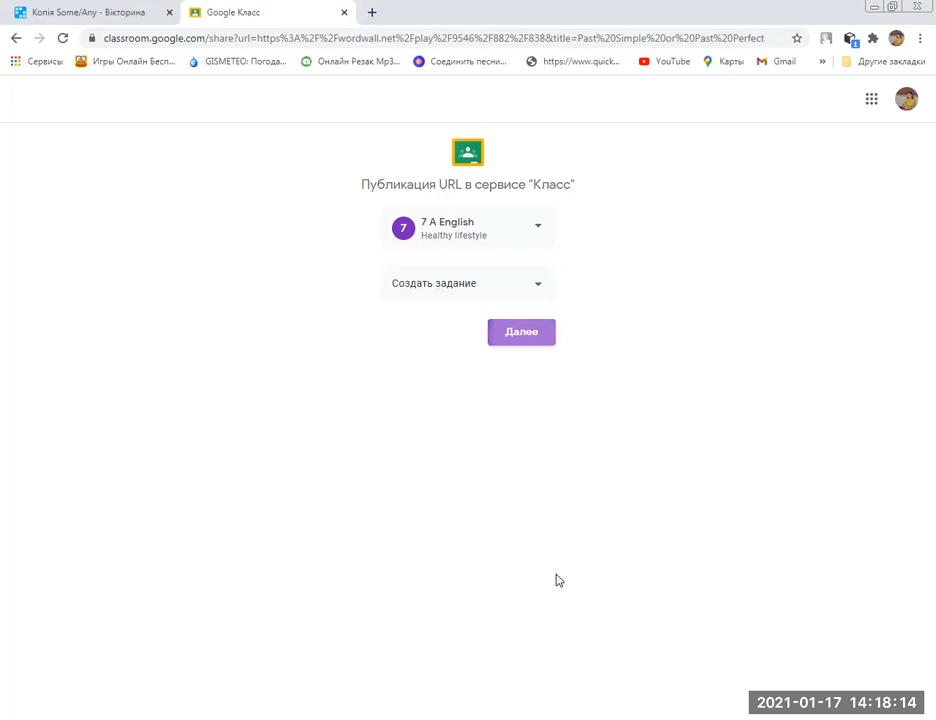 Копія Some/Any - Вікторина
Google Класс
classroom.google.com/share?url=https%3A%2F%2Fwordwall.net%2Fplay%2F9546%2F882%2F838&title=Past%20Simple%20or%20Past%20Perfect
Сервисы
Игры Онлайн Бесп...
GISMETEO: Погода...
Онлайн Резак Mp3...
Соединить песни...
https://www.quick...
YouTube
Карты
Gmail
»
Другие закладки
Публикация URL в сервисе "Класс"
7
7 A English
Healthy lifestyle
Создать задание
Далее
2021-01-17 14:18:14